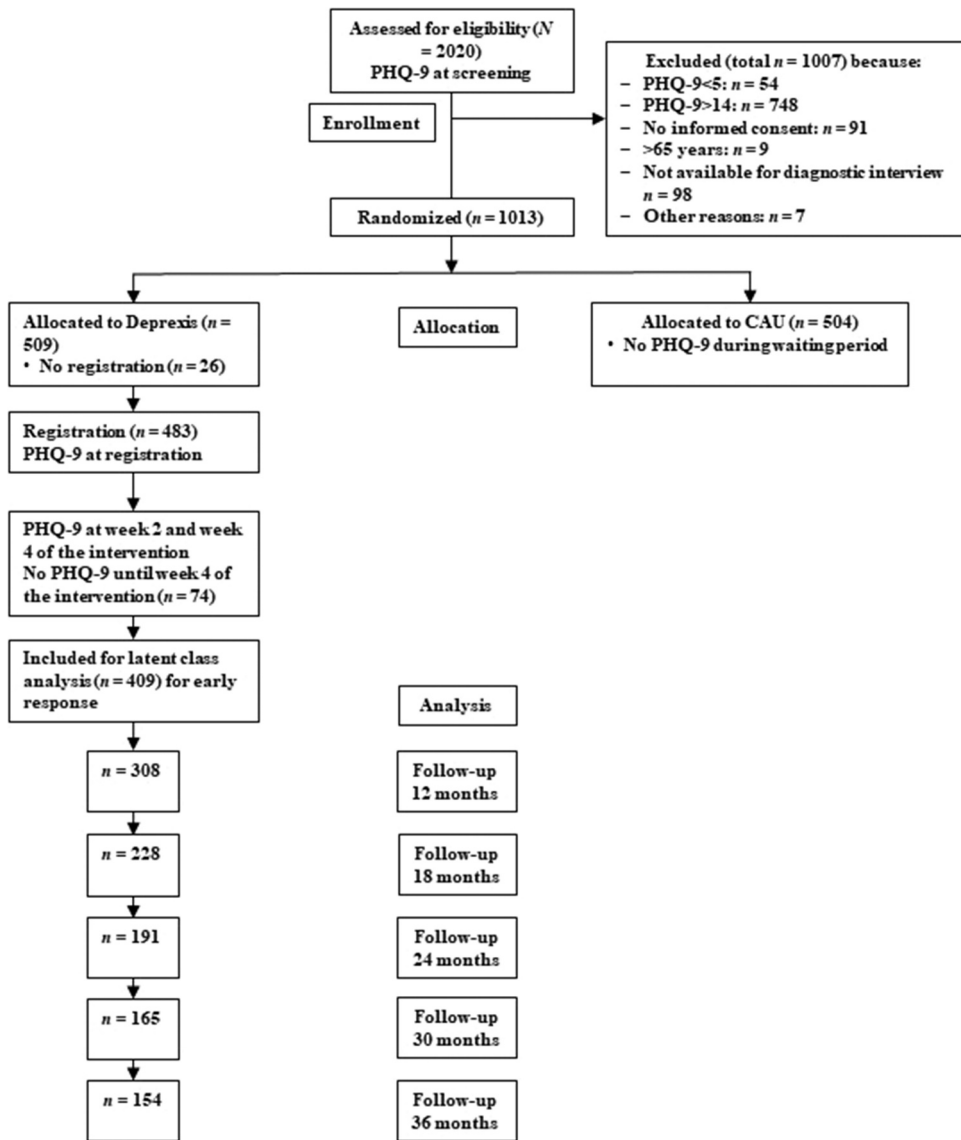 Assessed for eligibility (N
= 2020)
PHQ-9 at screening
Excluded (total n = 1007) because:
– PHQ-9<5: n = 54
– PHQ-9>14: n = 748
– No informed consent: n = 91
– >65 years: n = 9
– Not available for diagnostic interview
n = 98
– Other reasons: n = 7
Enrollment
Randomized (n = 1013)
Allocated to Deprexis (n =
509)
• No registration (n = 26)
Allocation
Allocated to CAU (n = 504)
• No PHQ-9 during waiting period
Registration (n = 483)
PHQ-9 at registration
PHQ-9 at week 2 and week
4 of the intervention
No PHQ-9 until week 4 of
the intervention (n = 74)
Included for latent class
analysis (n = 409) for early
response
Analysis
n = 308
Follow-up
12 months
n = 228
Follow-up
18 months
n = 191
Follow-up
24 months
n = 165
Follow-up
30 months
n = 154
Follow-up
36 months